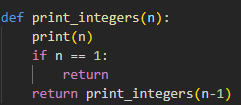 def print_integers(n):
    print(n)
    if n == 1:
        return
    return print_integers(n-1)